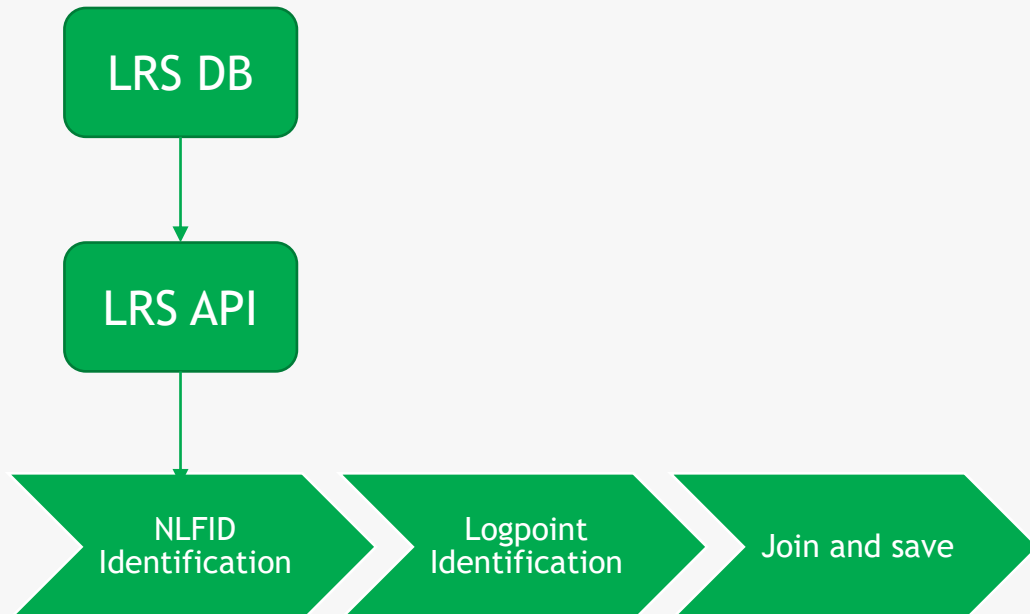 LRS DB
LRS API
NLFID
Identification
Logpoint
Identification
Join and save